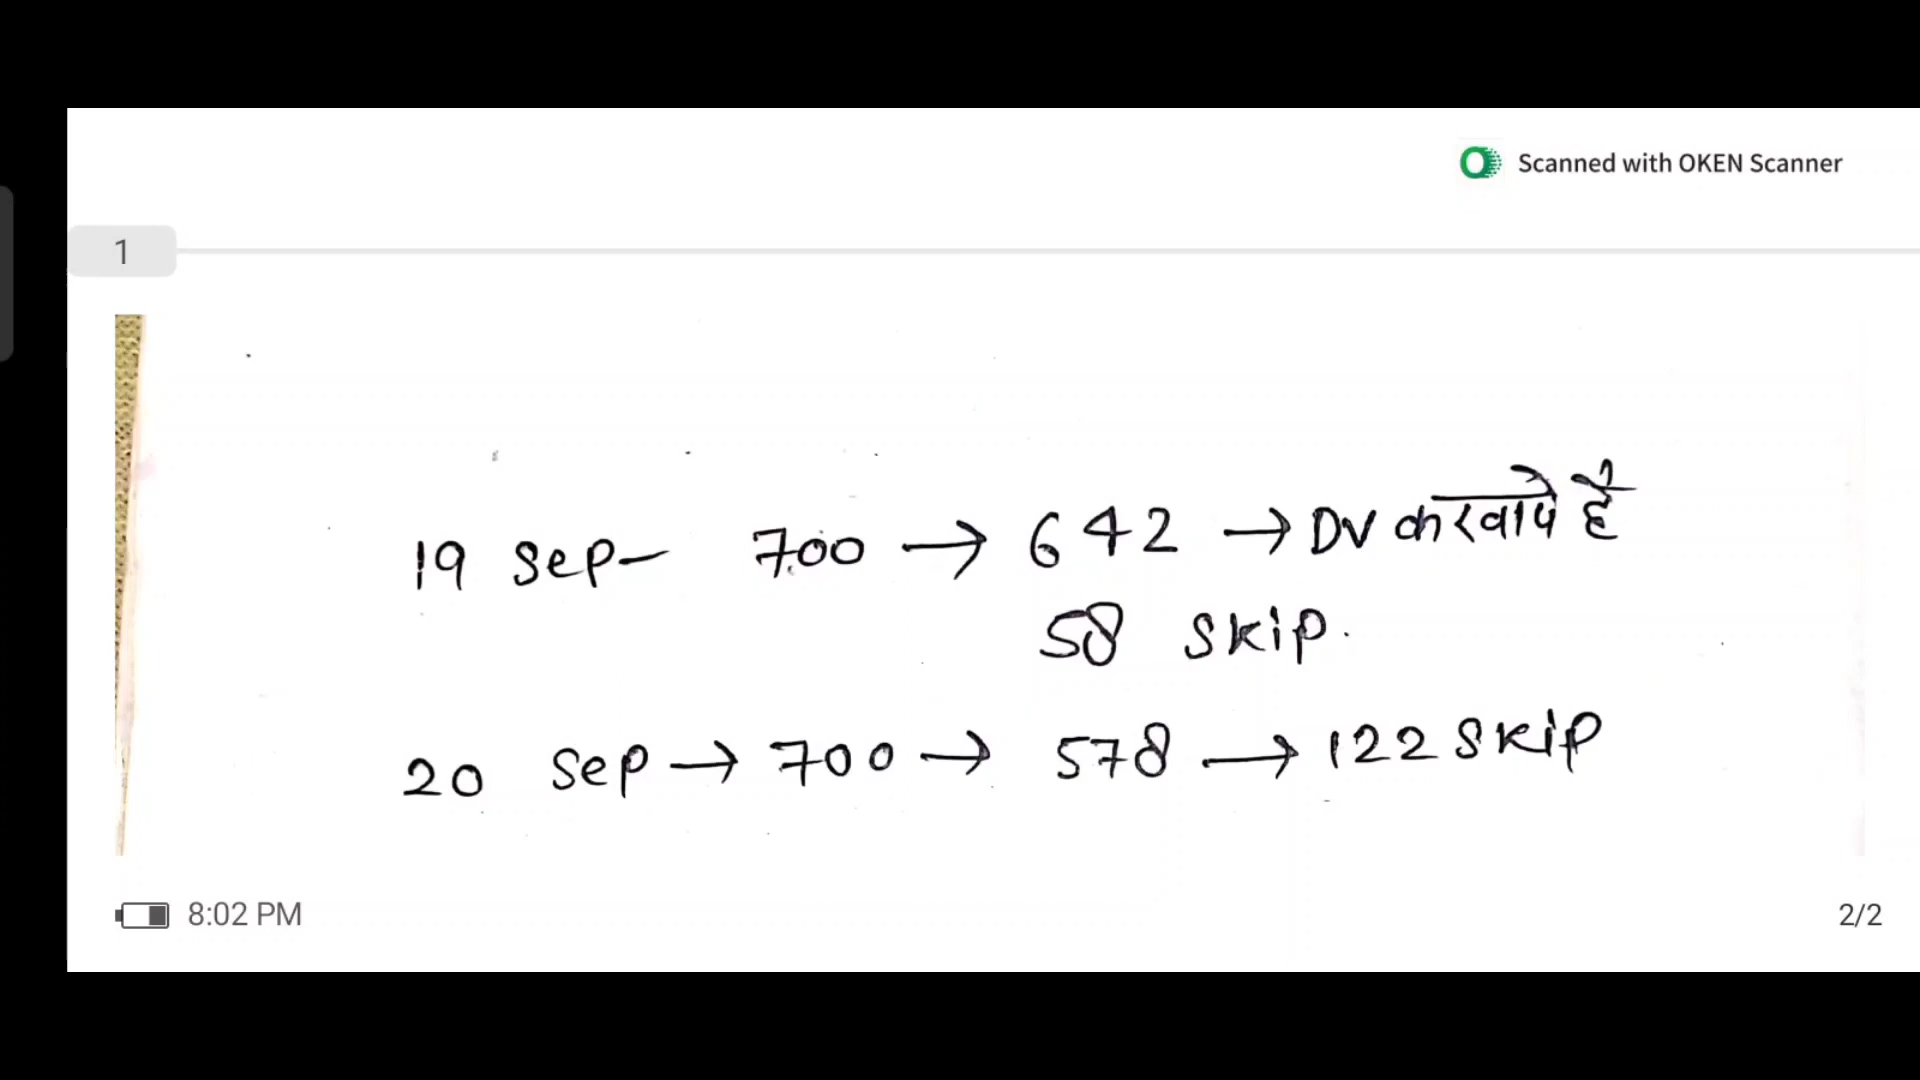 Scanned with OKEN Scanner
1
19 Sep- 700 → 642 → DV करवाये हैं
58 skip.
20 Sep → 700 → 578 → 122 skip
8:02 PM
2/2